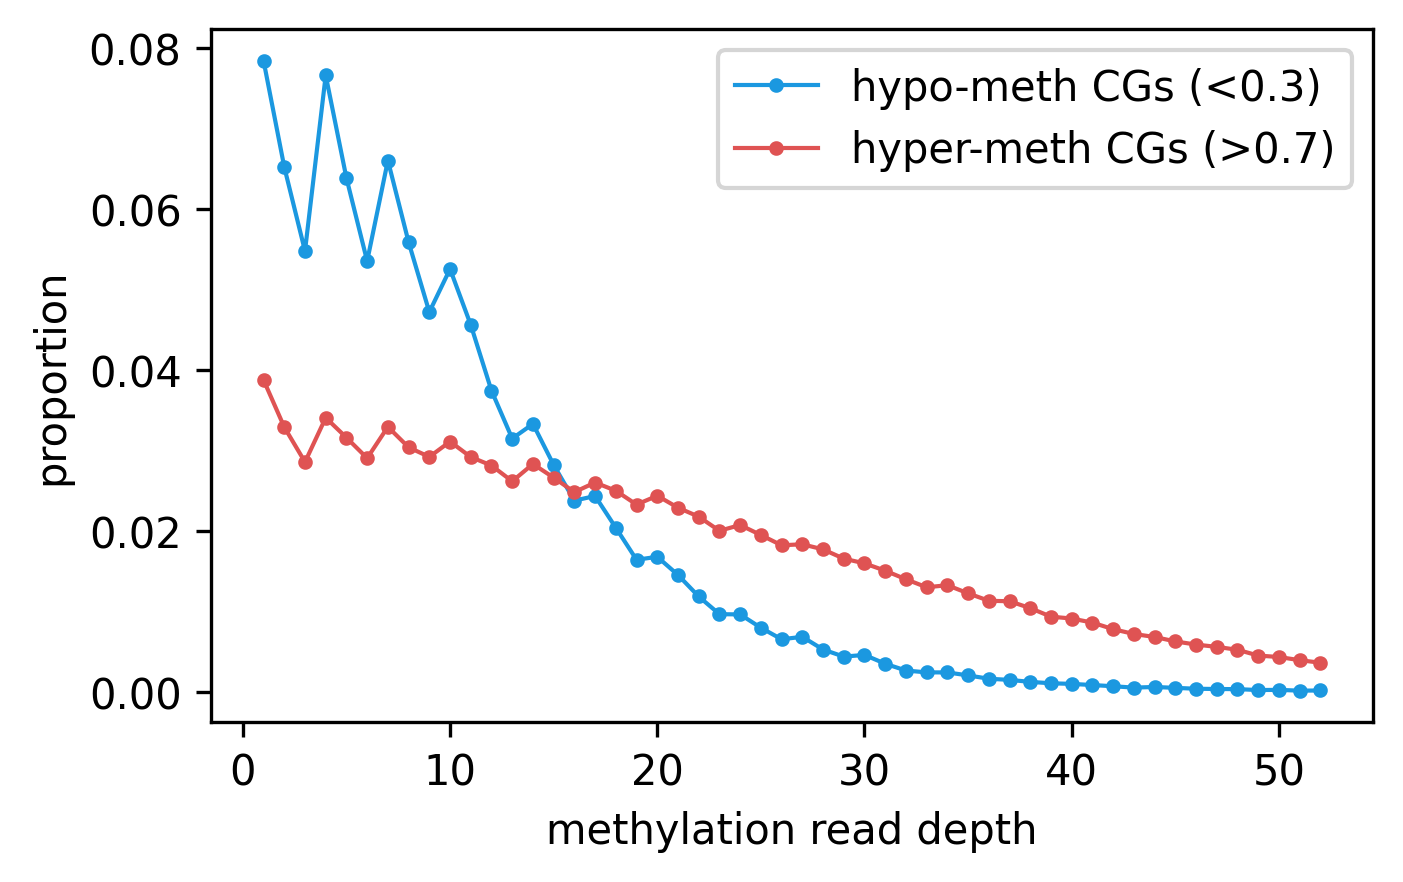 0.08
0.06
0.04
0.02
0.00
proportion
hypo-meth CGs (<0.3)
hyper-meth CGs (>0.7)
0 10 20 30 40 50
methylation read depth